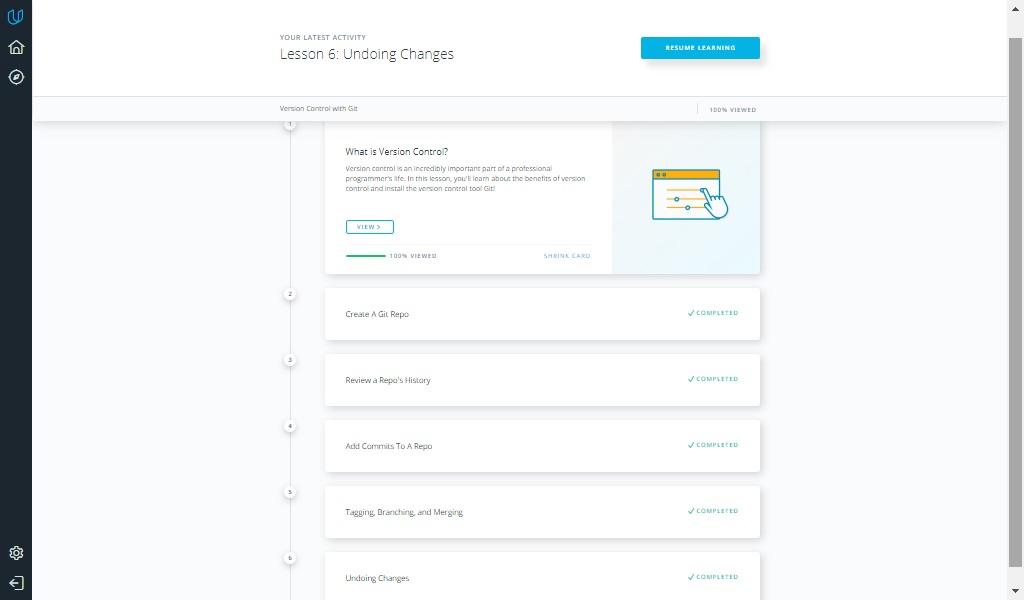 YOUR LATEST ACTIVITY
Lesson 6: Undoing Changes
RESUME LEARNING
Version Control with Git
100% VIEWED
1
What is Version Control?
Version control is an incredibly important part of a professional
programmer's life. In this lesson, you'll learn about the benefits of version
control and install the version control tool Git!
VIEW
100% VIEWED
SHRINK CARD
2
Create A Git Repo
COMPLETED
3
Review a Repo's History
COMPLETED
4
Add Commits To A Repo
COMPLETED
5
Tagging, Branching, and Merging
COMPLETED
6
Undoing Changes
COMPLETED